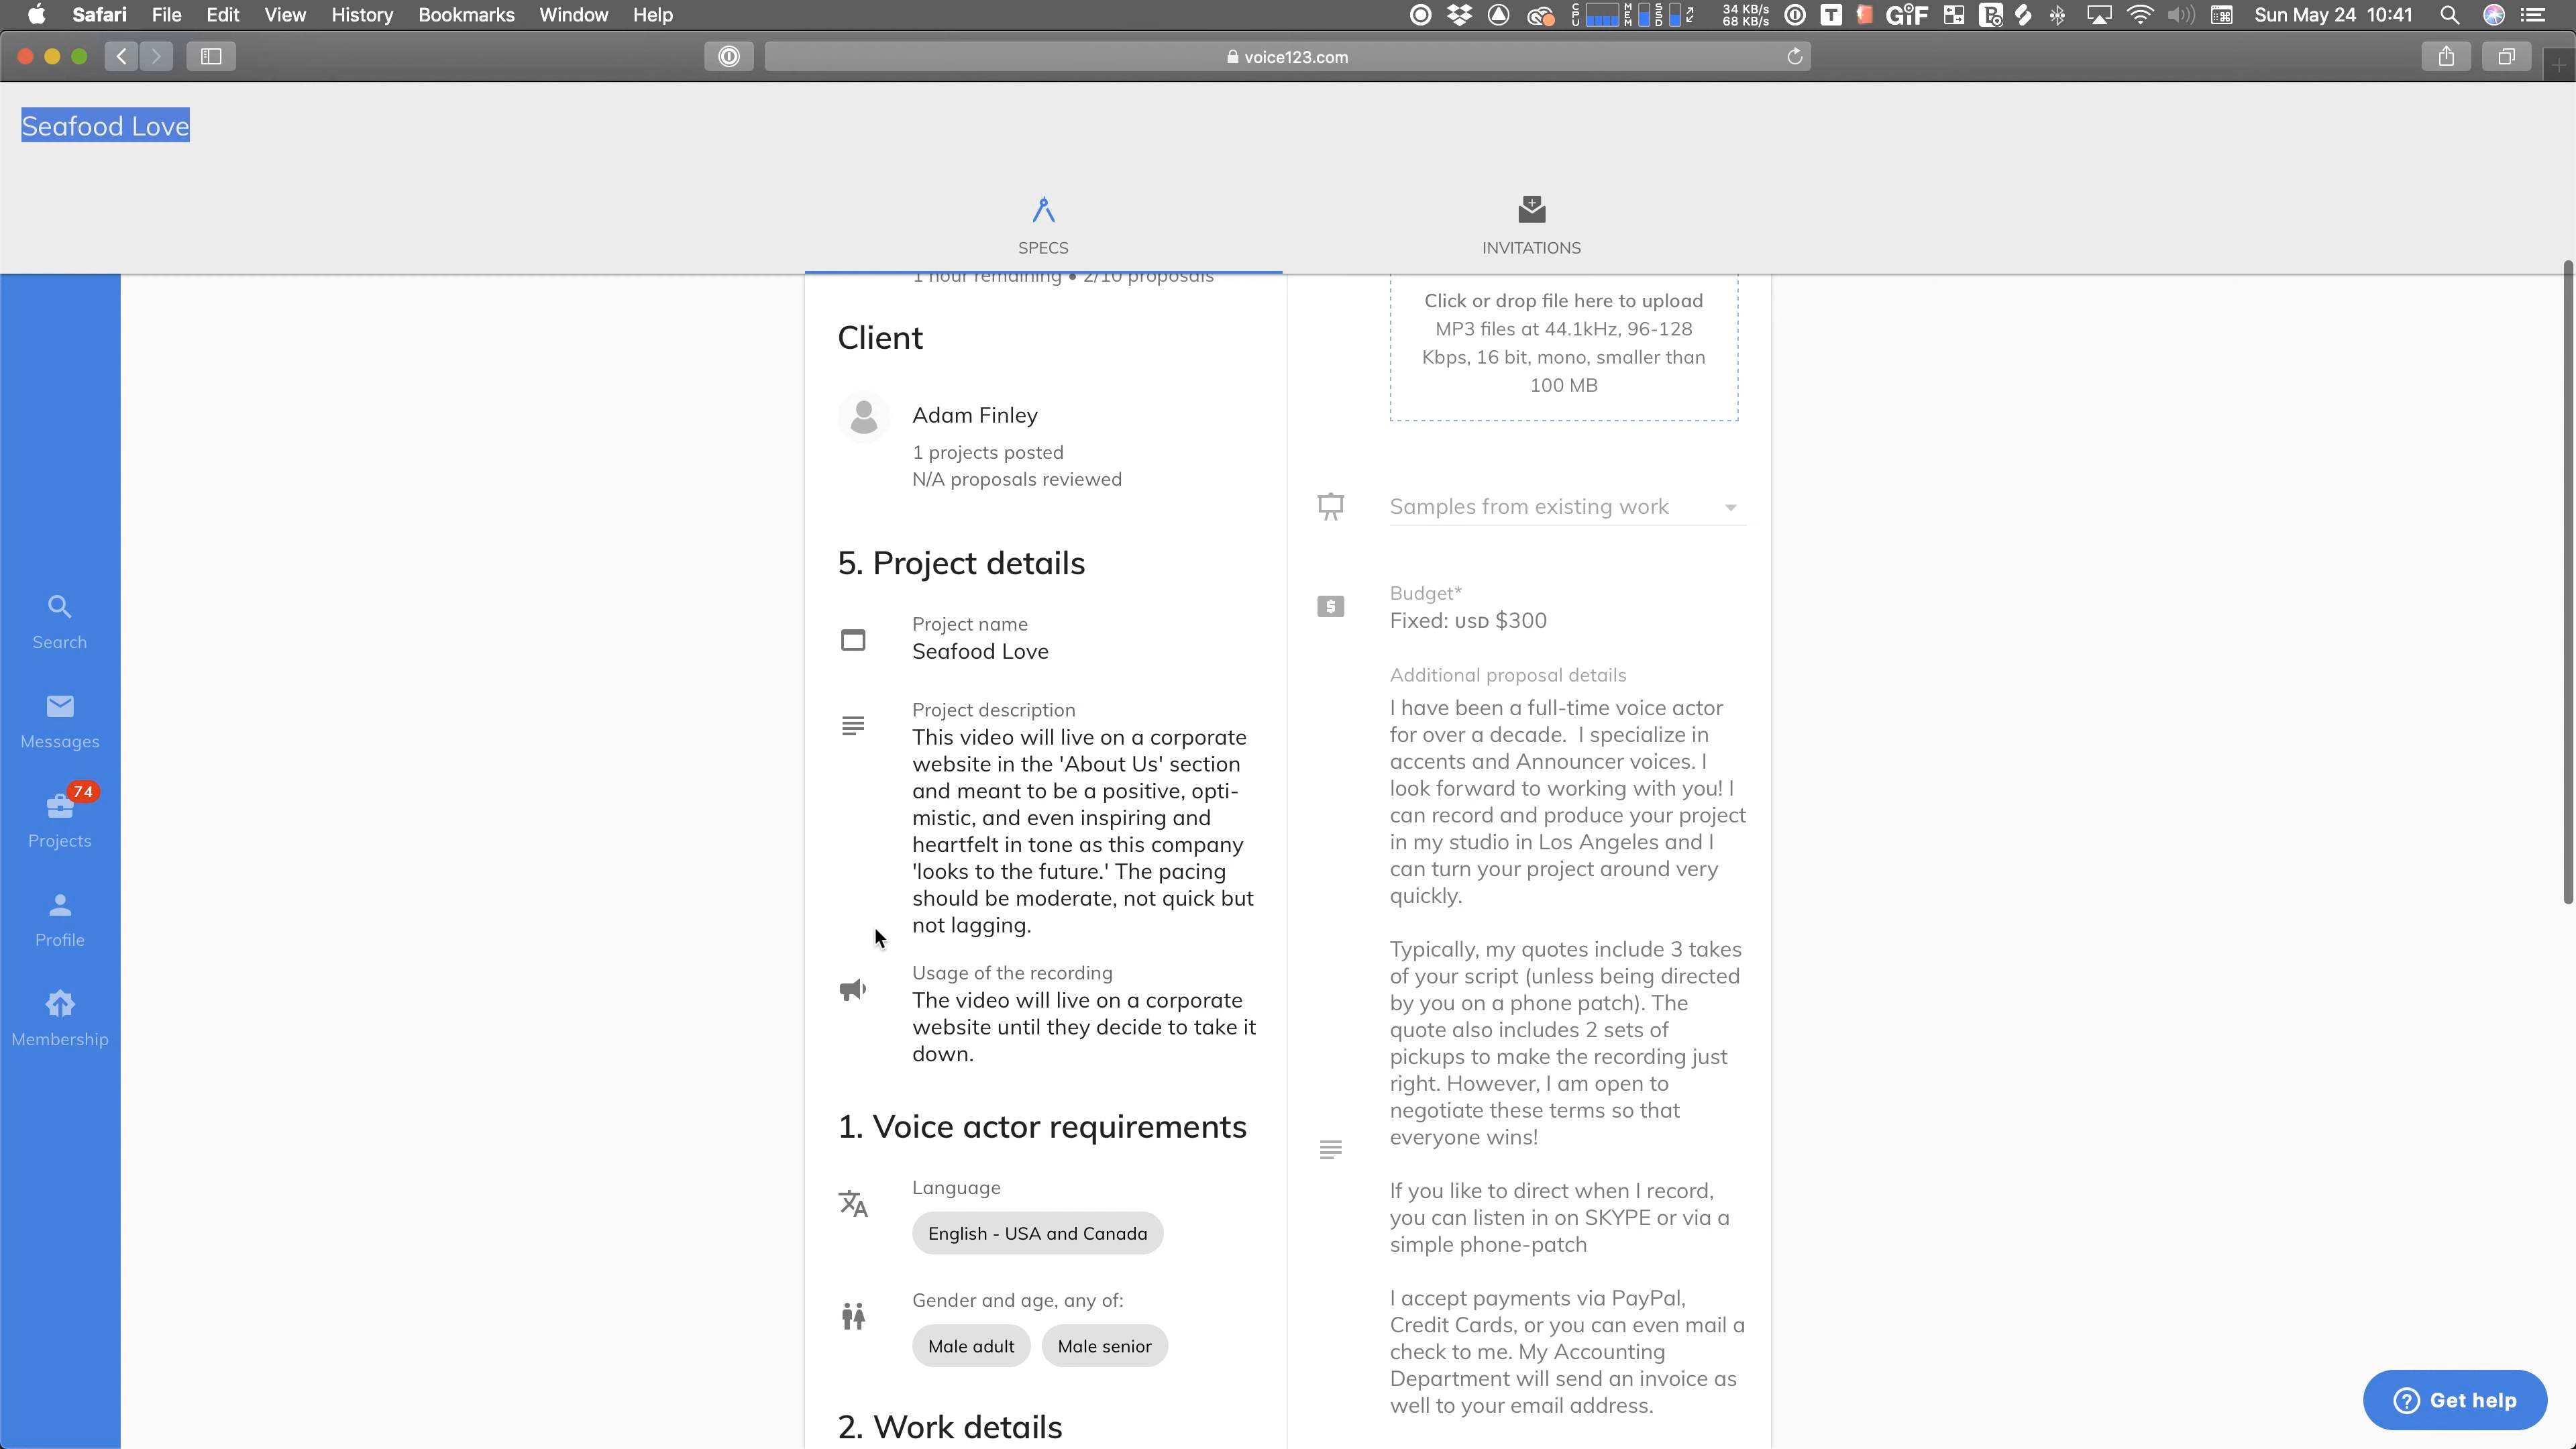 Safari File Edit View History Bookmarks Window Help
34 KB/s
68 KB/s
CPU
MEM
SSD
GIF
Sun May 24 10:41
voice123.com
Seafood Love
SPECS
INVITATIONS
Search
Messages
74
Projects
Profile
Membership
1 hour remaining • 2/10 proposals
Client
Adam Finley
1 projects posted
N/A proposals reviewed
5. Project details
Project name
Seafood Love
Project description
This video will live on a corporate
website in the 'About Us' section
and meant to be a positive, opti-
mistic, and even inspiring and
heartfelt in tone as this company
'looks to the future.' The pacing
should be moderate, not quick but
not lagging.
Usage of the recording
The video will live on a corporate
website until they decide to take it
down.
1. Voice actor requirements
Language
English - USA and Canada
Gender and age, any of:
Male adult
Male senior
2. Work details
Click or drop file here to upload
MP3 files at 44.1kHz, 96-128
Kbps, 16 bit, mono, smaller than
100 MB
Samples from existing work
Budget*
Fixed: USD $300
Additional proposal details
I have been a full-time voice actor
for over a decade.  I specialize in
accents and Announcer voices. I
look forward to working with you! I
can record and produce your project
in my studio in Los Angeles and I
can turn your project around very
quickly.
Typically, my quotes include 3 takes
of your script (unless being directed
by you on a phone patch). The
quote also includes 2 sets of
pickups to make the recording just
right. However, I am open to
negotiate these terms so that
everyone wins!
If you like to direct when I record,
you can listen in on SKYPE or via a
simple phone-patch
I accept payments via PayPal,
Credit Cards, or you can even mail a
check to me. My Accounting
Department will send an invoice as
well to your email address.
Get help